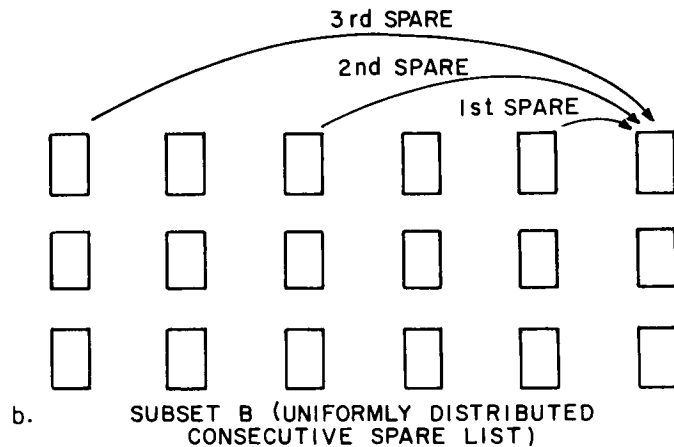 3rd SPARE
2nd SPARE
1st SPARE
b. SUBSET B (UNIFORMLY DISTRIBUTED
CONSECUTIVE SPARE LIST)